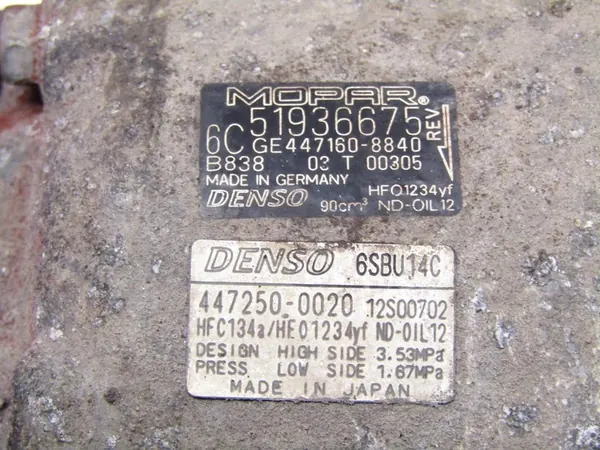 MOPAR®
6C 51936675 REV
GE447160-8840
B838 03 T 00305
MADE IN GERMANY HFO1234yf
DENSO 90cm³ ND-OIL12
DENSO 6SBU14C
447250-0020 12S00702
HFC134a/HFO1234yf ND-OIL12
DESIGN HIGH SIDE 3.53MPa
PRESS. LOW SIDE 1.67MPa
MADE IN JAPAN